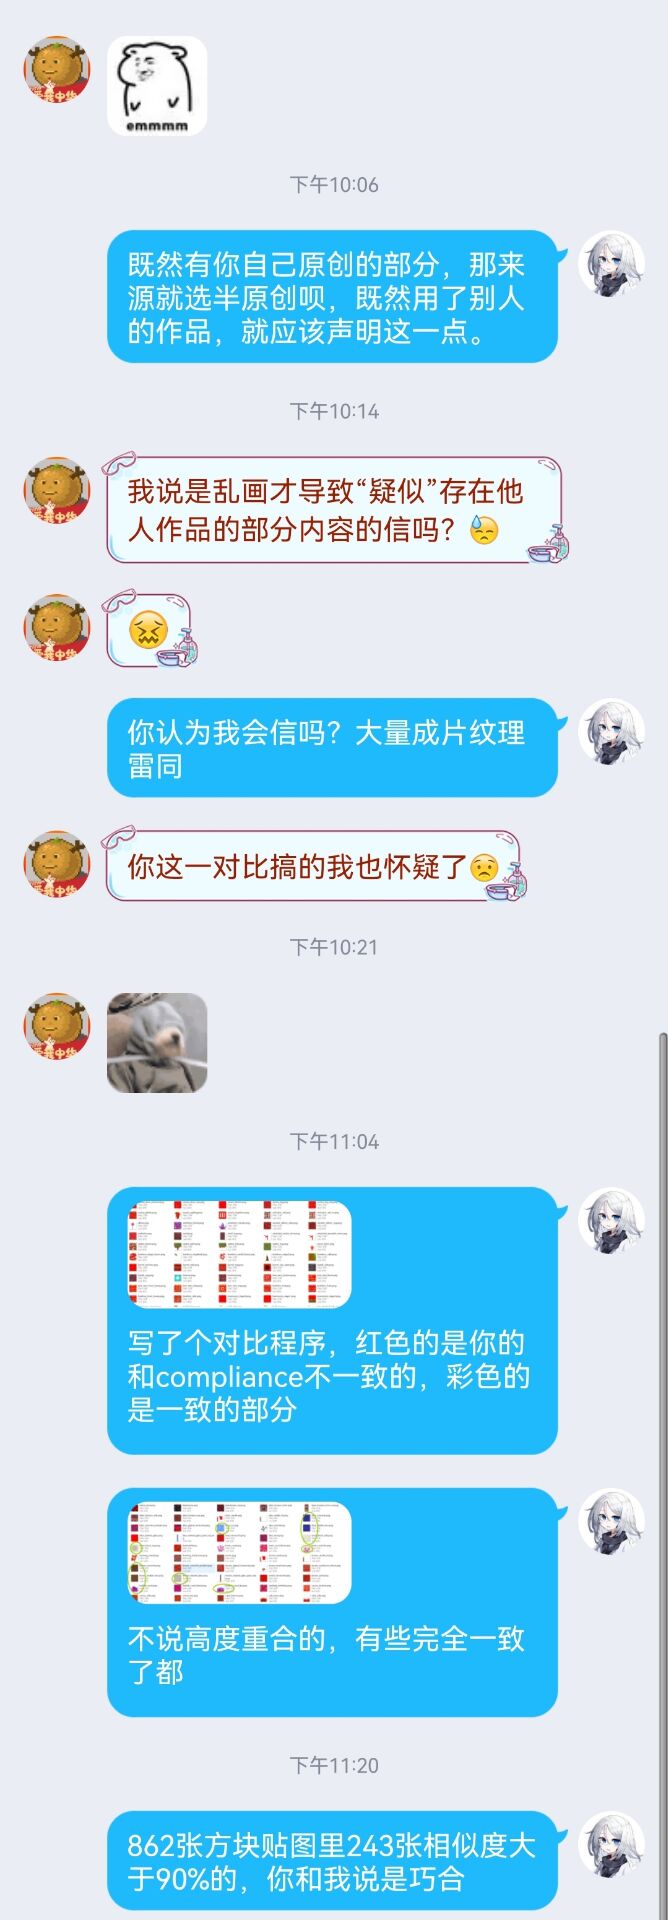 emmmm
下午10:06
既然有你自己原创的部分，那来
源就选半原创呗，既然用了别人
的作品，就应该声明这一点。
下午10:14
我说是乱画才导致“疑似”存在他
人作品的部分内容的信吗？
你认为我会信吗？大量成片纹理
雷同
你这一对比搞的我也怀疑了
下午10:21
下午11:04
写了个对比程序，红色的是你的
和compliance不一致的，彩色的
是一致的部分
不说高度重合的，有些完全一致
了都
下午11:20
862张方块贴图里243张相似度大
于90%的，你和我说是巧合